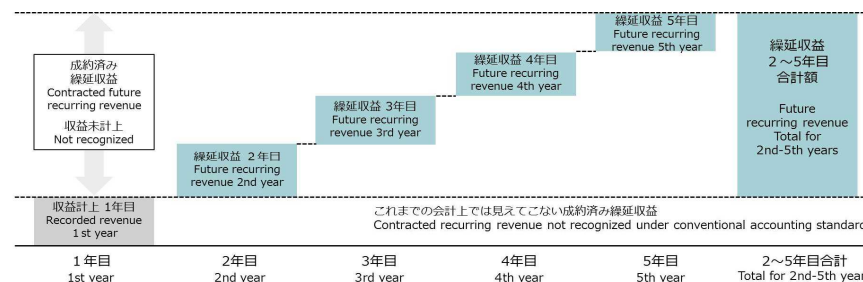 成約済み
繰延収益
Contracted future
recurring revenue
収益未計上
Not recognized
収益計上 1年目
Recorded revenue
1st year
繰延収益 2年目
Future recurring
revenue 2nd year
繰延収益 3年目
Future recurring
revenue 3rd year
繰延収益 4年目
Future recurring
revenue 4th year
繰延収益 5年目
Future recurring
revenue 5th year
繰延収益
2~5年目
合計額
Future
recurring revenue
Total for
2nd-5th years
これまでの会計上では見えてこない成約済み繰延収益
Contracted recurring revenue not recognized under conventional accounting standard
1年目
1st year
2年目
2nd year
3年目
3rd year
4年目
4th year
5年目
5th year
2~5年目合計
Total for 2nd-5th year